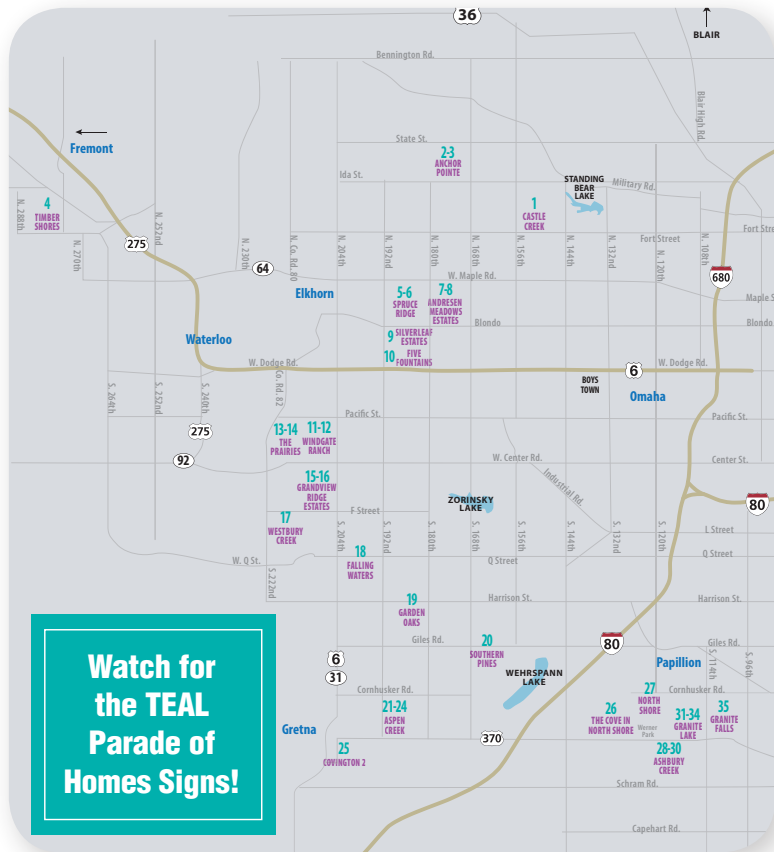 36
BLAIR
Bennington Rd.
Blair High Rd.
State St.
Fremont
2-3
ANCHOR
POINTE
Ida St.
STANDING
BEAR
LAKE
Military Rd.
4
TIMBER
SHORES
1
CASTLE
CREEK
N. 288th
N. 270th
N. 252nd
275
N. 230th
N. Co. Rd. 80
N. 204th
N. 192nd
N. 180th
N. 168th
N. 156th
N. 144th
N. 132nd
Fort Street
N. 120th
N. 108th
64
W. Maple Rd.
680
Elkhorn
5-6
SPRUCE
RIDGE
7-8
ANDRESEN
MEADOWS
ESTATES
Blondo
Blondo
Waterloo
9
SILVERLEAF
ESTATES
10
FIVE
FOUNTAINS
W. Dodge Rd.
6
W. Dodge Rd.
BOYS
TOWN
Omaha
S. 264th
S. 252nd
S. 240th
Co. Rd. 82
Pacific St.
Pacific St.
275
13-14
THE
PRAIRIES
11-12
WINDGATE
RANCH
92
W. Center Rd.
Center St.
Industrial Rd.
15-16
GRANDVIEW
RIDGE
ESTATES
ZORINSKY
LAKE
80
F Street
17
WESTBURY
CREEK
S. 204th
S. 192nd
S. 180th
S. 168th
S. 156th
S. 144th
S. 132nd
S. 120th
L Street
18
FALLING
WATERS
W. Q St.
Q Street
Q Street
S.222nd
19
GARDEN
OAKS
Harrison St.
Harrison St.
Giles Rd.
20
SOUTHERN
PINES
80
Giles Rd.
S. 114th
S. 96th
Watch for
the TEAL
Parade of
Homes Signs!
6
31
WEHRSPANN
LAKE
Papillion
Cornhusker Rd.
27
NORTH
SHORE
Cornhusker Rd.
Gretna
21-24
ASPEN
CREEK
26
THE COVE IN
NORTH SHORE
Werner
Park
31-34
GRANITE
LAKE
35
GRANITE
FALLS
370
25
COVINGTON 2
28-30
ASHBURY
CREEK
Schram Rd.
Capehart Rd.